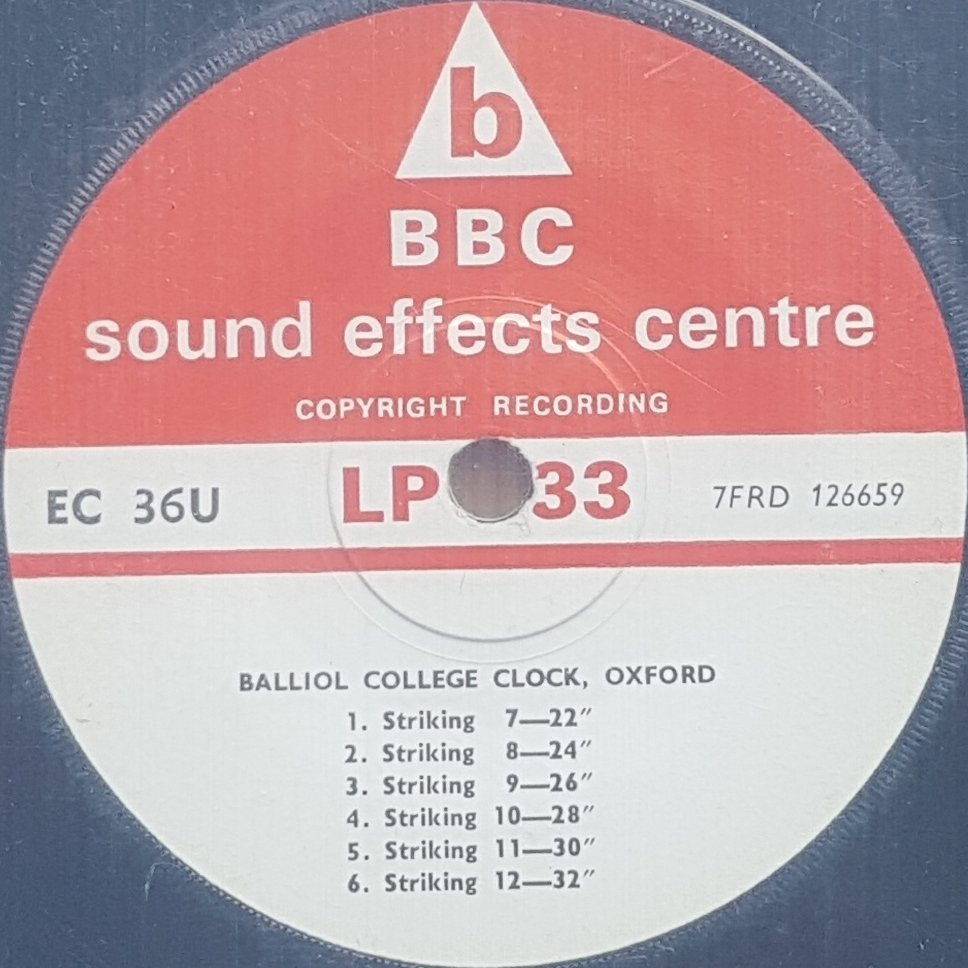 b
BBC
sound effects centre
COPYRIGHT RECORDING
EC 36U LP 33 7FRD 126659
BALLIOL COLLEGE CLOCK, OXFORD
1. Striking 7—22″
2. Striking 8—24″
3. Striking 9—26″
4. Striking 10—28″
5. Striking 11—30″
6. Striking 12—32″